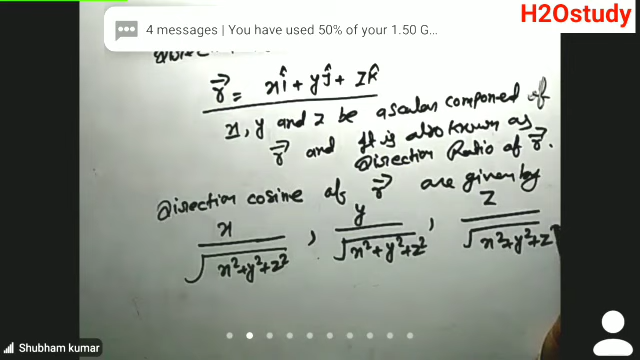 H2Ostudy
4 messages | You have used 50% of your 1.50 G...
r⃗ = xî + yĵ + zk̂
x, y and z be a scalar componed of
r⃗ and It is also known as
Direction Ratio of r⃗.
Direction cosine of r⃗ are given by
x/√x²+y²+z² , y/√x²+y²+z² , z/√x²+y²+z
Shubham kumar